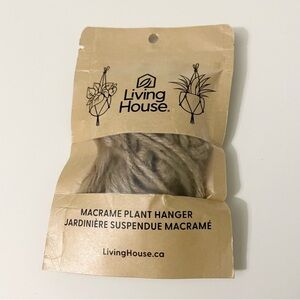 Living
House.
MACRAME PLANT HANGER
JARDINIÈRE SUSPENDUE MACRAMÉ
LivingHouse.ca